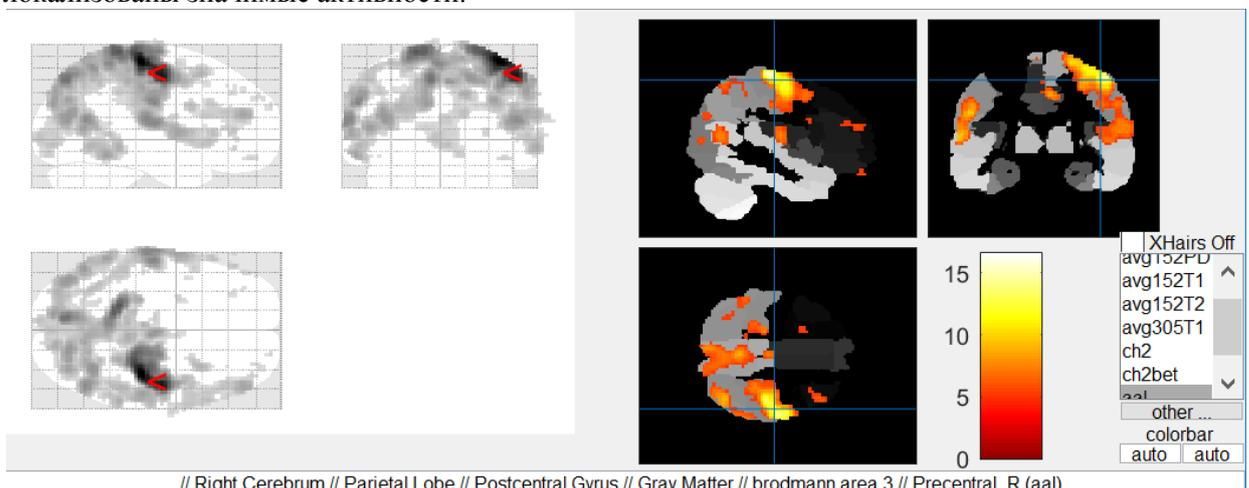 локализованы значимые активности.
XHairs Off
avg152PD
avg152T1
avg152T2
avg305T1
ch2
ch2bet
aal
other ...
colorbar
auto auto
15
10
5
0
// Right Cerebrum // Parietal Lobe // Postcentral Gyrus // Gray Matter // brodmann area 3 // Precentral_R (aal)